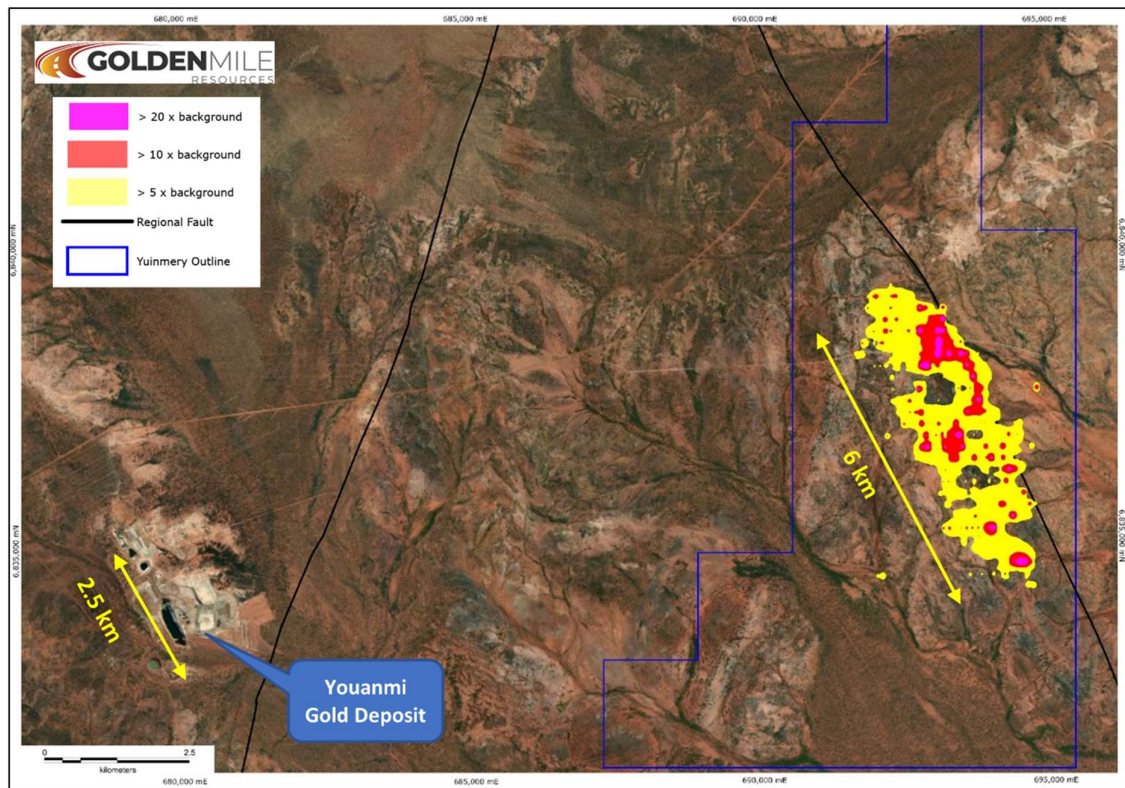 680,000 mE
685,000 mE
690,000 mE
695,000 mE
GOLDENMILE
RESOURCES
> 20 x background
> 10 x background
> 5 x background
Regional Fault
Yuinmery Outline
6,840,000 mN
6,840,000 mN
6 km
6,835,000 mN
6,835,000 mN
2.5 km
Youanmi
Gold Deposit
0
2.5
kilometers
680,000 mE
685,000 mE
690,000 mE
695,000 mE